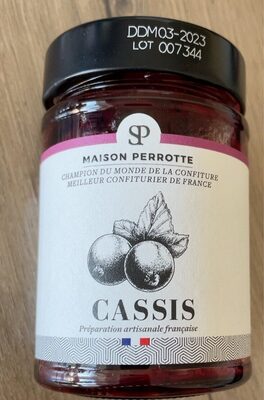 DDM03-2023
LOT 007344
SP
MAISON PERROTTE
CHAMPION DU MONDE DE LA CONFITURE
MEILLEUR CONFITURIER DE FRANCE
CASSIS
Préparation artisanale française